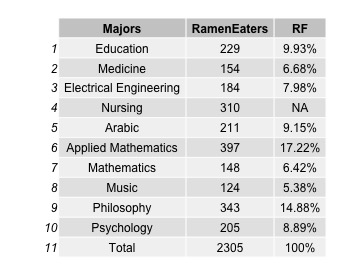 Majors RamenEaters RF
1 Education 229 9.93%
2 Medicine 154 6.68%
3 Electrical Engineering 184 7.98%
4 Nursing 310 NA
5 Arabic 211 9.15%
6 Applied Mathematics 397 17.22%
7 Mathematics 148 6.42%
8 Music 124 5.38%
9 Philosophy 343 14.88%
10 Psychology 205 8.89%
11 Total 2305 100%